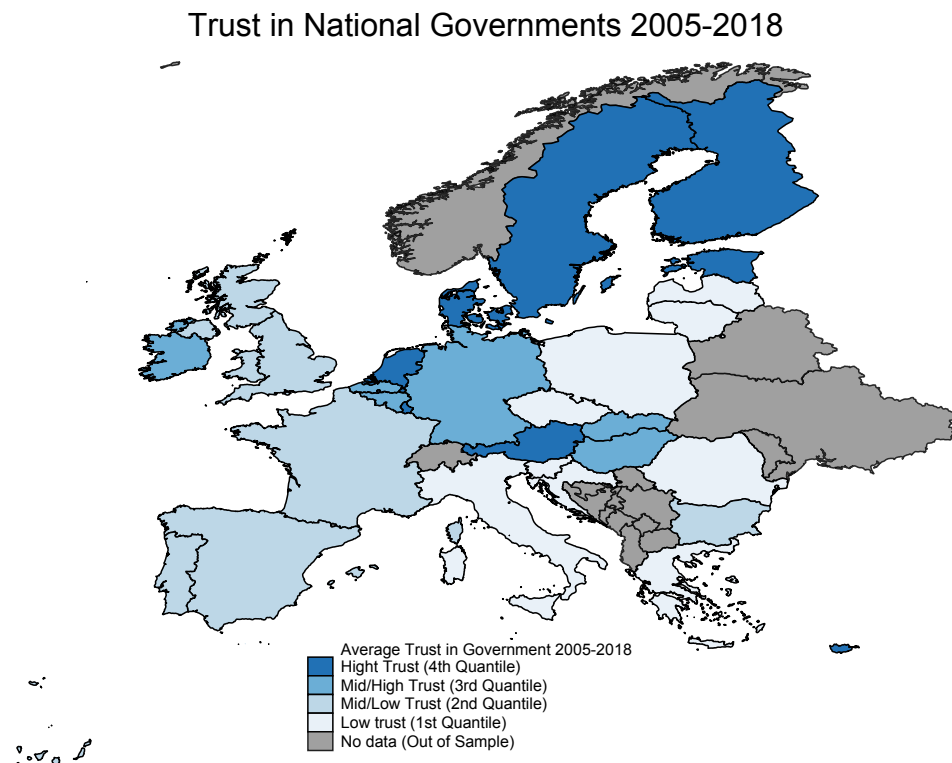 Trust in National Governments 2005-2018
Average Trust in Government 2005-2018
Hight Trust (4th Quantile)
Mid/High Trust (3rd Quantile)
Mid/Low Trust (2nd Quantile)
Low trust (1st Quantile)
No data (Out of Sample)